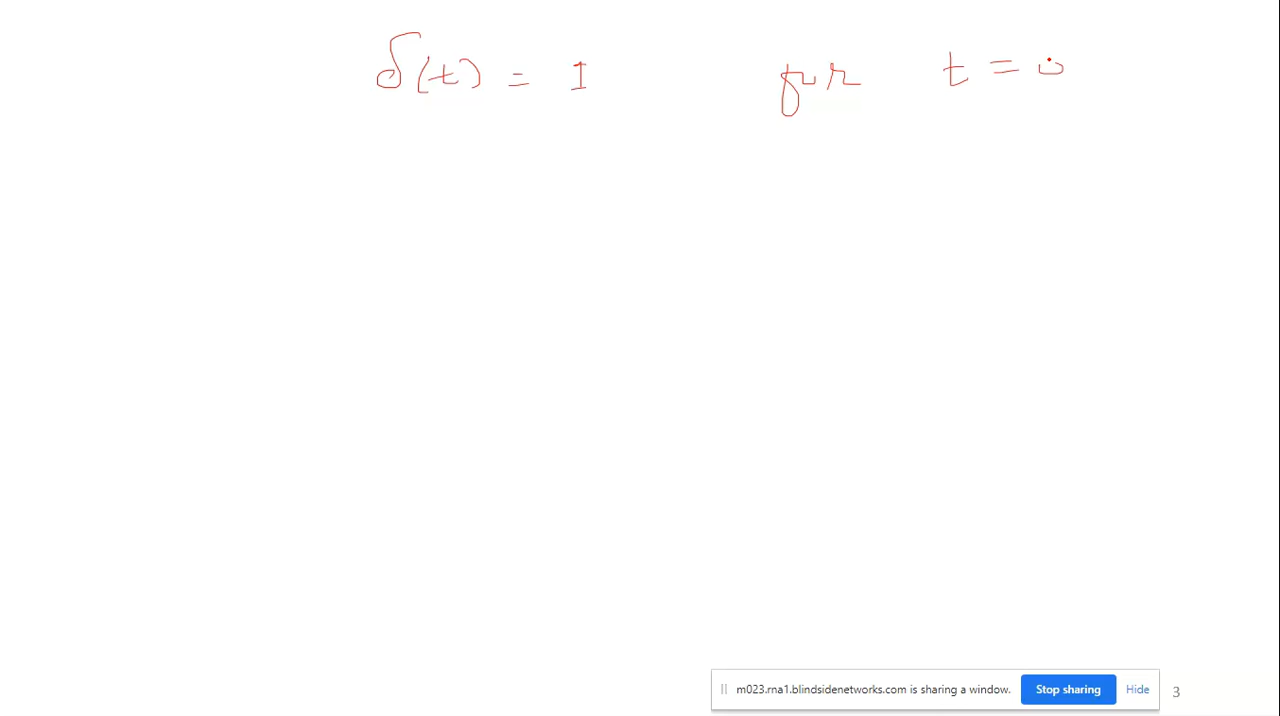 δ(t) = 1 for t = 0
m023.rna1.blindsidenetworks.com is sharing a window. Stop sharing Hide 3